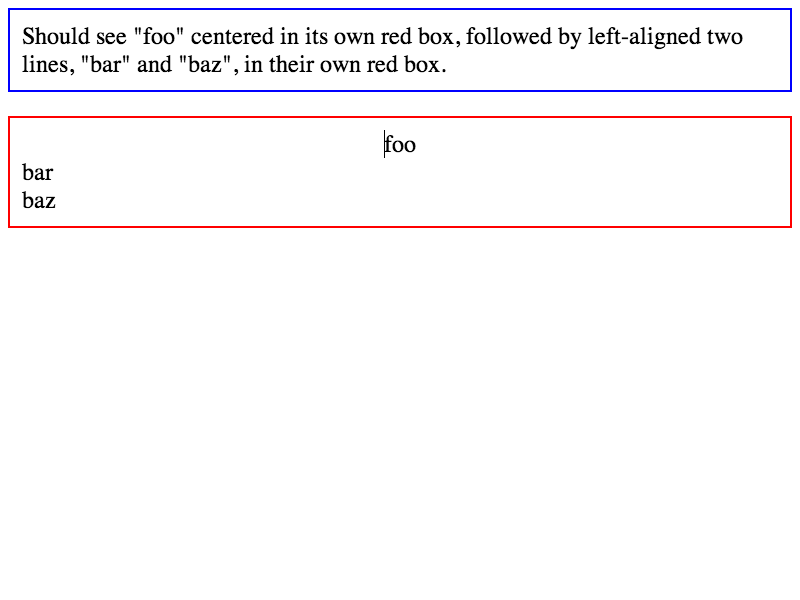 Should see "foo" centered in its own red box, followed by left-aligned two
lines, "bar" and "baz", in their own red box.
foo
bar
baz